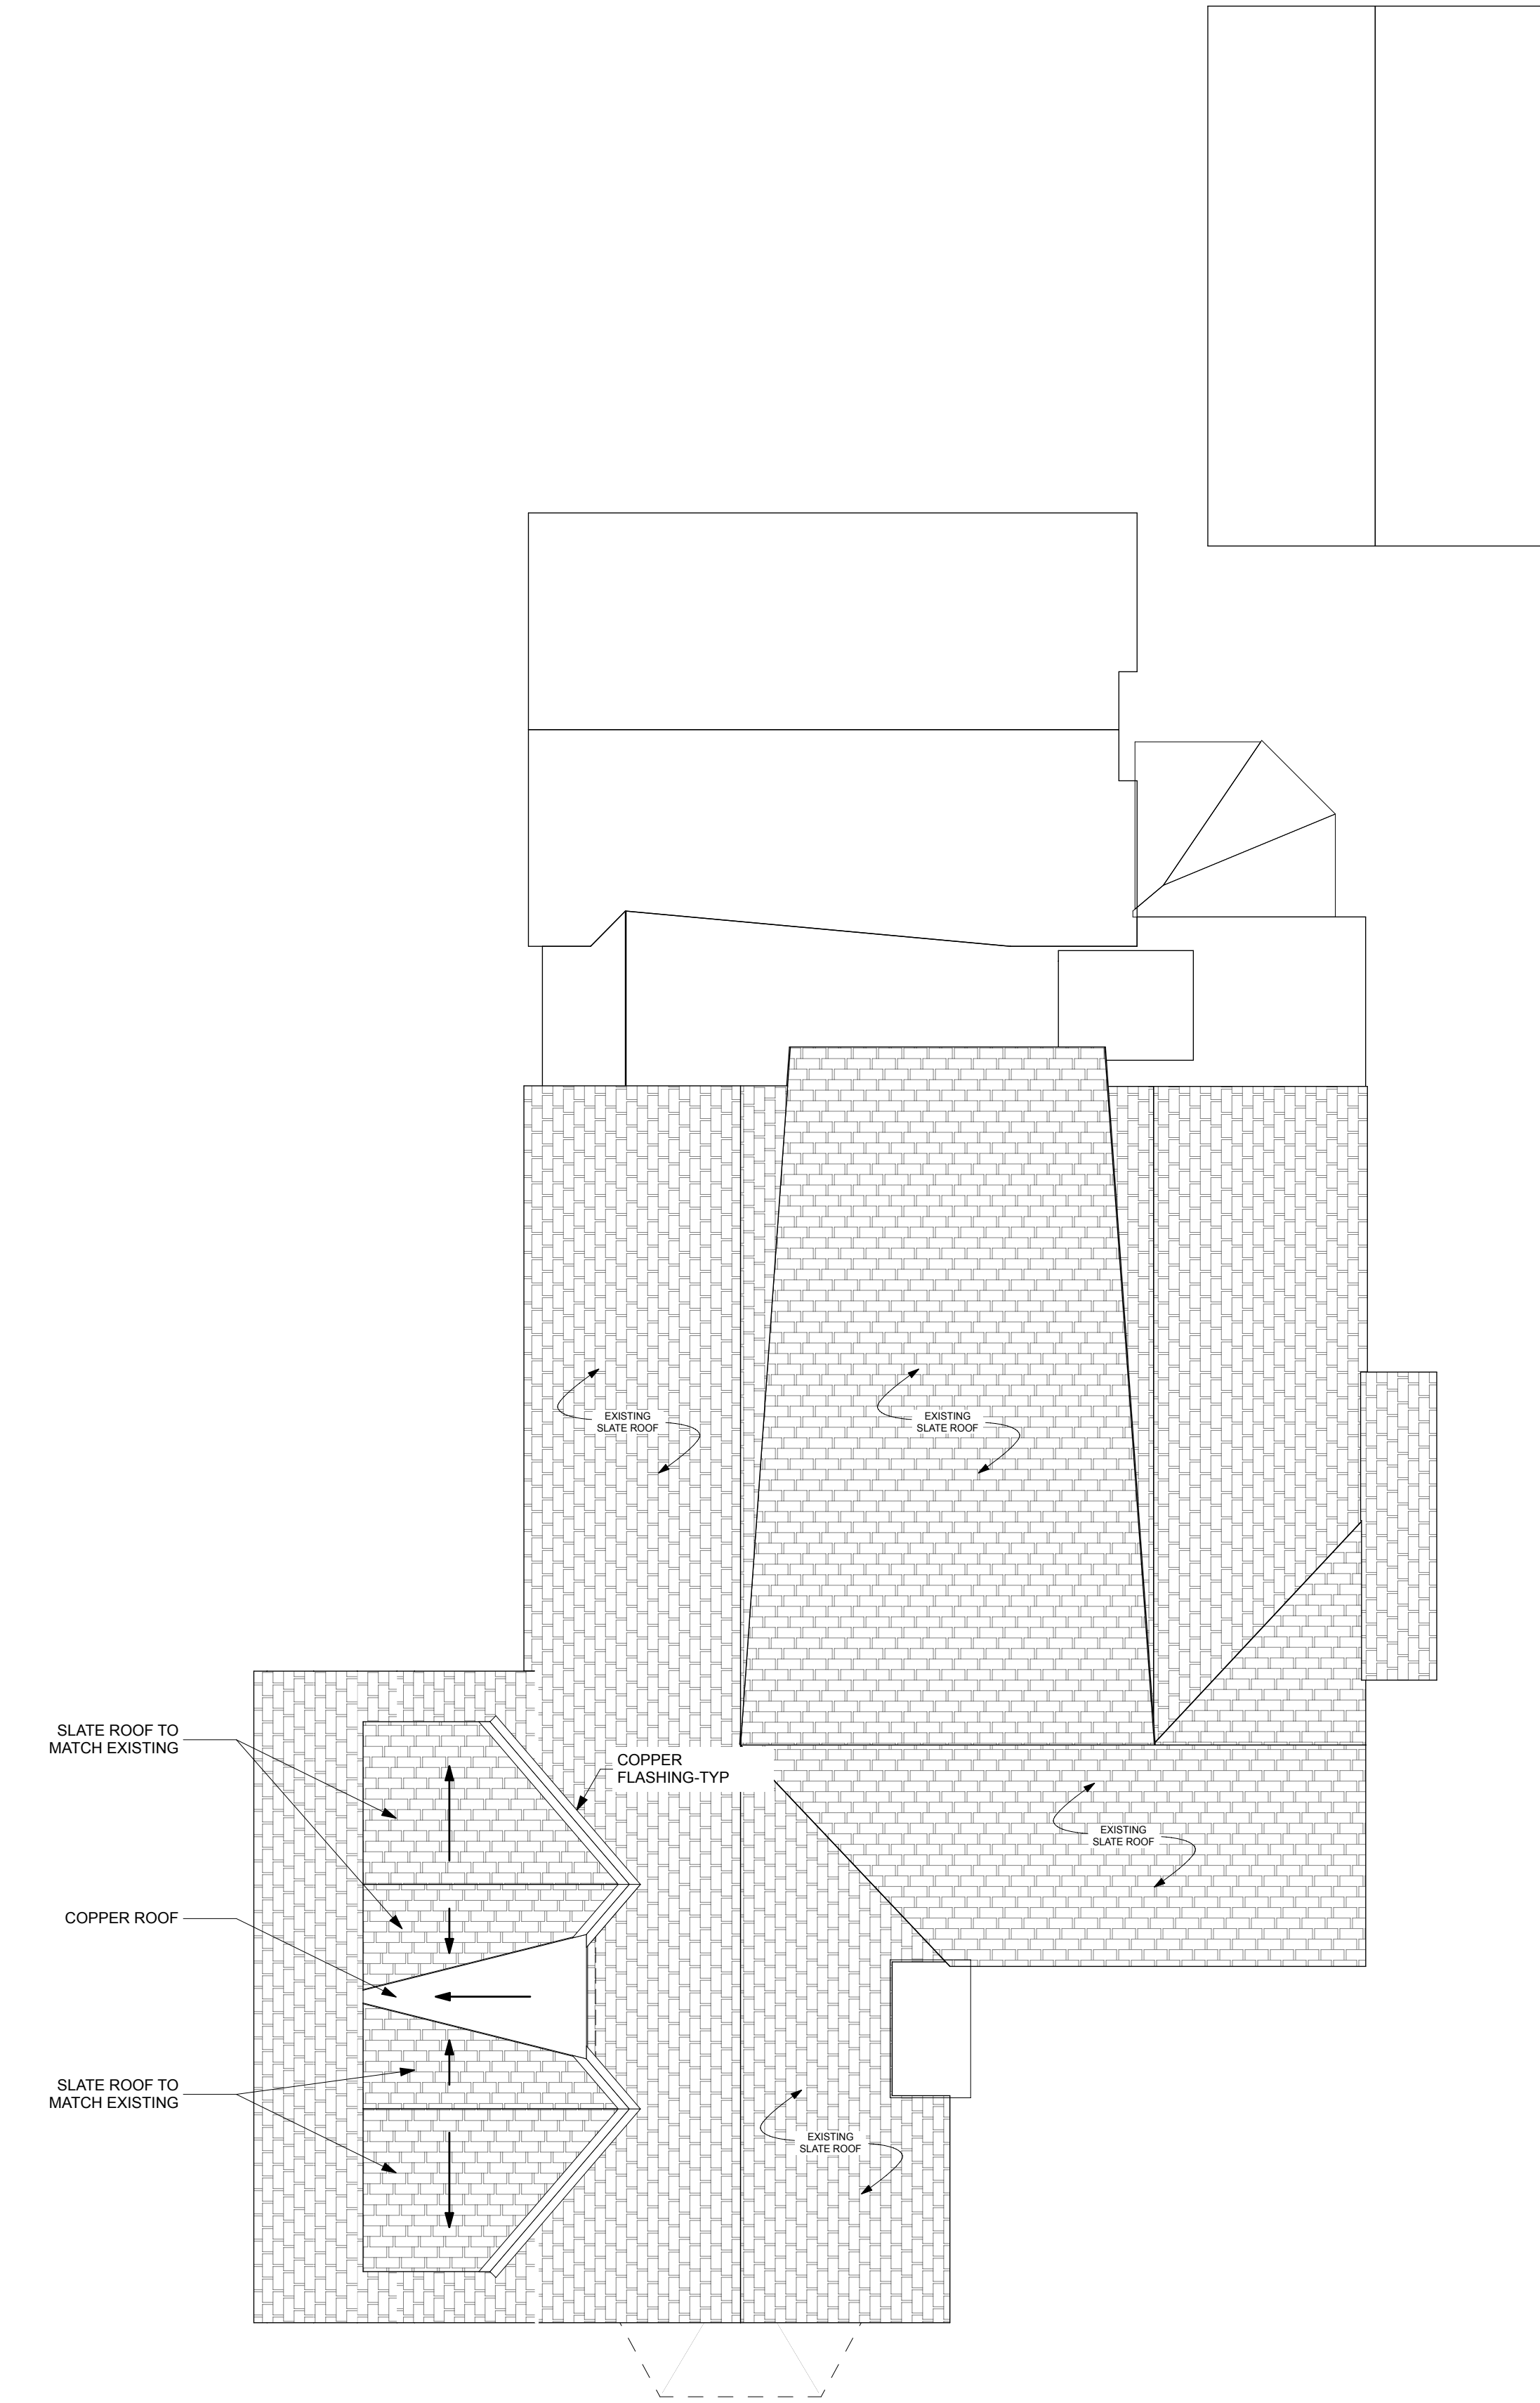 EXISTING
SLATE ROOF
EXISTING
SLATE ROOF
SLATE ROOF TO
MATCH EXISTING
COPPER
FLASHING-TYP
EXISTING
SLATE ROOF
COPPER ROOF
SLATE ROOF TO
MATCH EXISTING
EXISTING
SLATE ROOF